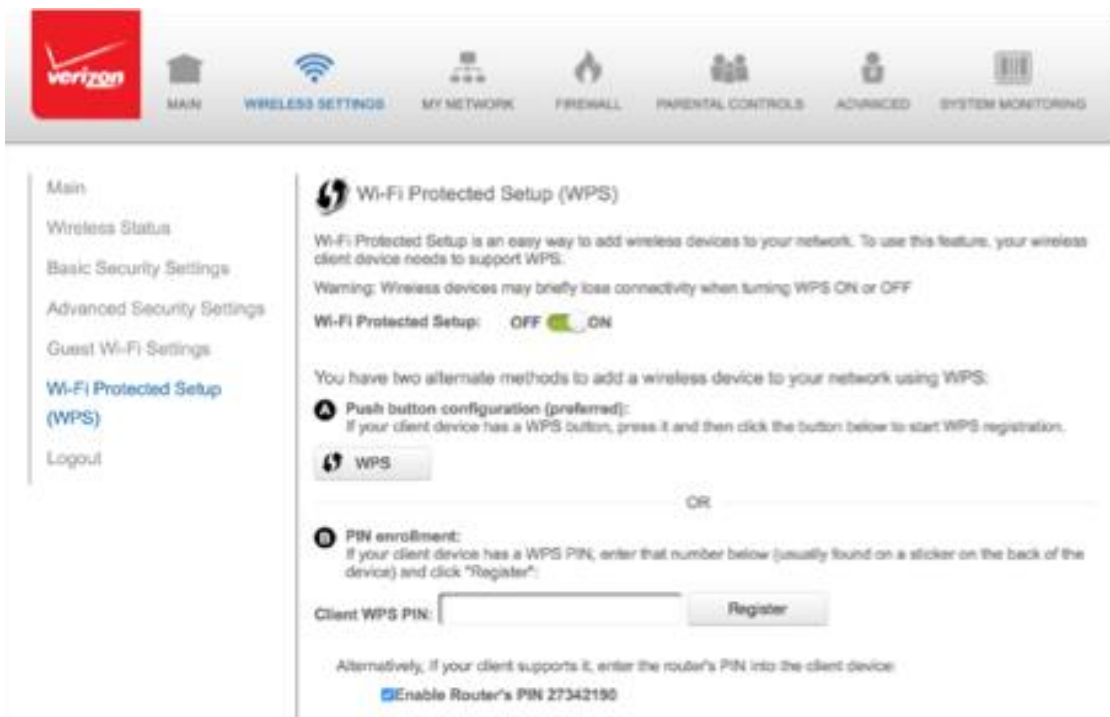 verizon
MAIN
WIRELESS SETTINGS
MY NETWORK
FIREWALL
PARENTAL CONTROLS
ADVANCED
SYSTEM MONITORING
Main
Wireless Status
Basic Security Settings
Advanced Security Settings
Guest Wi-Fi Settings
Wi-Fi Protected Setup
(WPS)
Logout
Wi-Fi Protected Setup (WPS)
Wi-Fi Protected Setup is an easy way to add wireless devices to your network. To use this feature, your wireless
client device needs to support WPS.
Warning: Wireless devices may briefly lose connectivity when turning WPS ON or OFF
Wi-Fi Protected Setup: OFF ON
You have two alternate methods to add a wireless device to your network using WPS:
A Push button configuration (preferred):
If your client device has a WPS button, press it and then click the button below to start WPS registration.
WPS
OR
B PIN enrollment:
If your client device has a WPS PIN, enter that number below (usually found on a sticker on the back of the
device) and click "Register":
Client WPS PIN: Register
Alternatively, if your client supports it, enter the router's PIN into the client device:
Enable Router's PIN 27342190